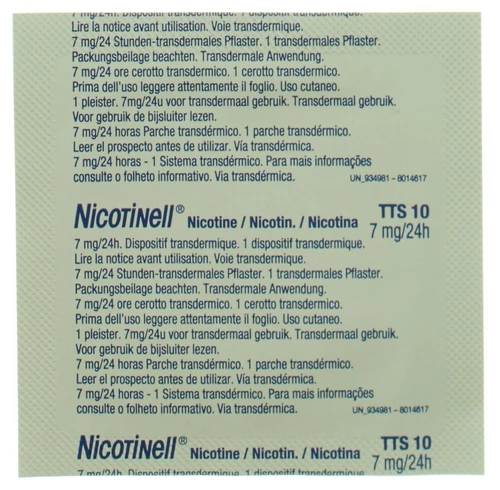 7 mg/24h. Dispositif transdermique. 1 dispositif transdermique.
Lire la notice avant utilisation. Voie transdermique.
7 mg/24 Stunden-transdermales Pflaster. 1 transdermales Pflaster.
Packungsbeilage beachten. Transdermale Anwendung.
7 mg/24 ore cerotto transdermico. 1 cerotto transdermico.
Prima dell'uso leggere attentamente il foglio. Uso cutaneo.
1 pleister. 7mg/24u voor transdermaal gebruik. Transdermaal gebruik.
Voor gebruik de bijsluiter lezen.
7 mg/24 horas Parche transdérmico. 1 parche transdérmico.
Leer el prospecto antes de utilizar. Vía transdérmica.
7 mg/24 horas - 1 Sistema transdérmico. Para mais informações
consulte o folheto informativo. Via transdérmica. UN_934981-8014617
Nicotinell® Nicotine / Nicotin. / Nicotina TTS 10
7 mg/24h
7 mg/24h. Dispositif transdermique. 1 dispositif transdermique.
Lire la notice avant utilisation. Voie transdermique.
7 mg/24 Stunden-transdermales Pflaster. 1 transdermales Pflaster.
Packungsbeilage beachten. Transdermale Anwendung.
7 mg/24 ore cerotto transdermico. 1 cerotto transdermico.
Prima dell'uso leggere attentamente il foglio. Uso cutaneo.
1 pleister. 7mg/24u voor transdermaal gebruik. Transdermaal gebruik.
Voor gebruik de bijsluiter lezen.
7 mg/24 horas Parche transdérmico. 1 parche transdérmico.
Leer el prospecto antes de utilizar. Vía transdérmica.
7 mg/24 horas - 1 Sistema transdérmico. Para mais informações
consulte o folheto informativo. Via transdérmica. UN_934981-8014617
Nicotinell® Nicotine / Nicotin. / Nicotina TTS 10
7 mg/24h
7 mg/24h. Dispositif transdermique. 1 dispositif transdermique.